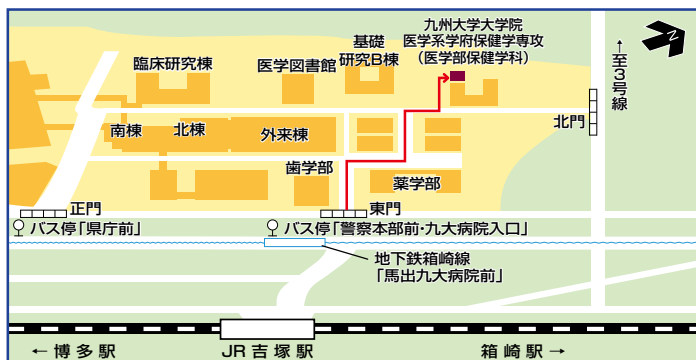 九州大学大学院
医学系学府保健学専攻
(医学部保健学科)
↑至3号線
N
基礎
研究B棟
臨床研究棟
医学図書館
北門
南棟
北棟
外来棟
歯学部
薬学部
正門
東門
バス停「県庁前」
バス停「警察本部前・九大病院入口」
地下鉄箱崎線
「馬出九大病院前」
← 博多駅
JR吉塚駅
箱崎駅 →